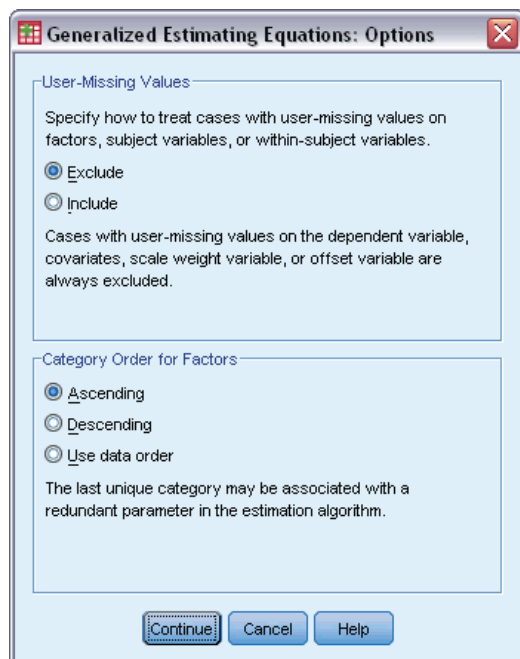 Generalized Estimating Equations: Options
User-Missing Values
Specify how to treat cases with user-missing values on
factors, subject variables, or within-subject variables.
Exclude
Include
Cases with user-missing values on the dependent variable,
covariates, scale weight variable, or offset variable are
always excluded.
Category Order for Factors
Ascending
Descending
Use data order
The last unique category may be associated with a
redundant parameter in the estimation algorithm.
Continue Cancel Help